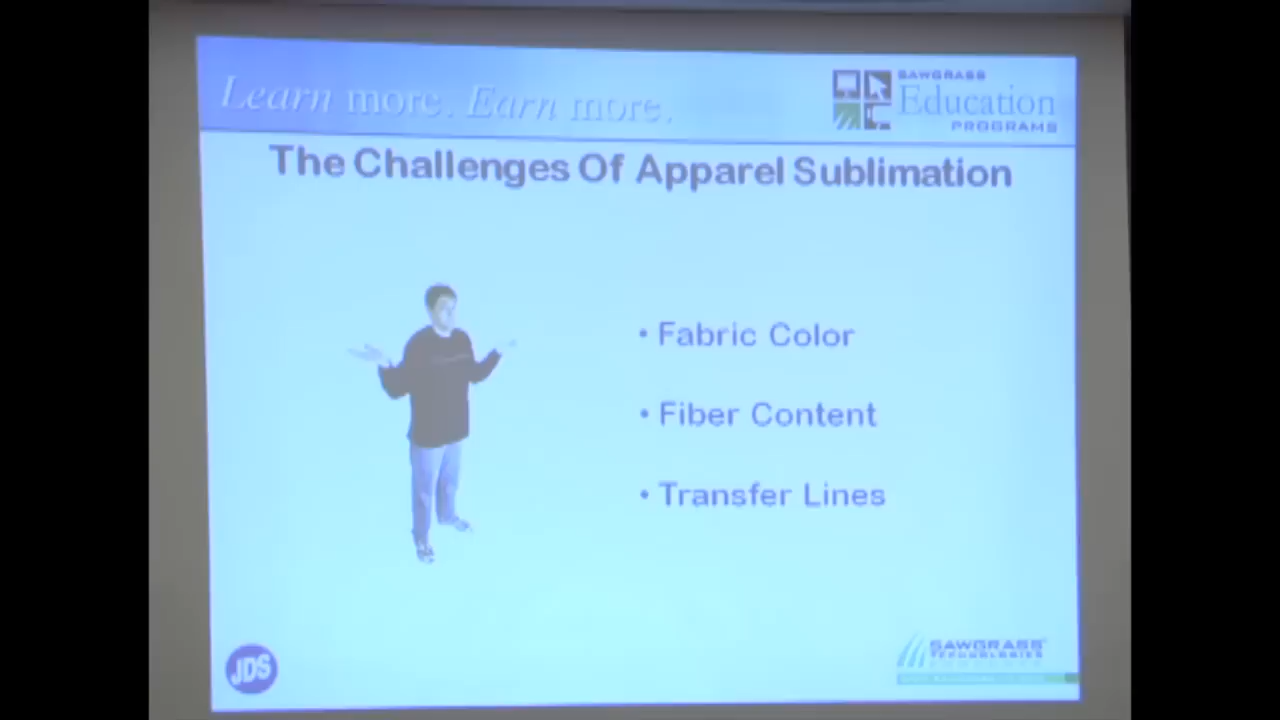 Learn more. Earn more.
SAWGRASS
Education
PROGRAMS
The Challenges Of Apparel Sublimation
• Fabric Color
• Fiber Content
• Transfer Lines
JDS
SAWGRASS
TECHNOLOGIES